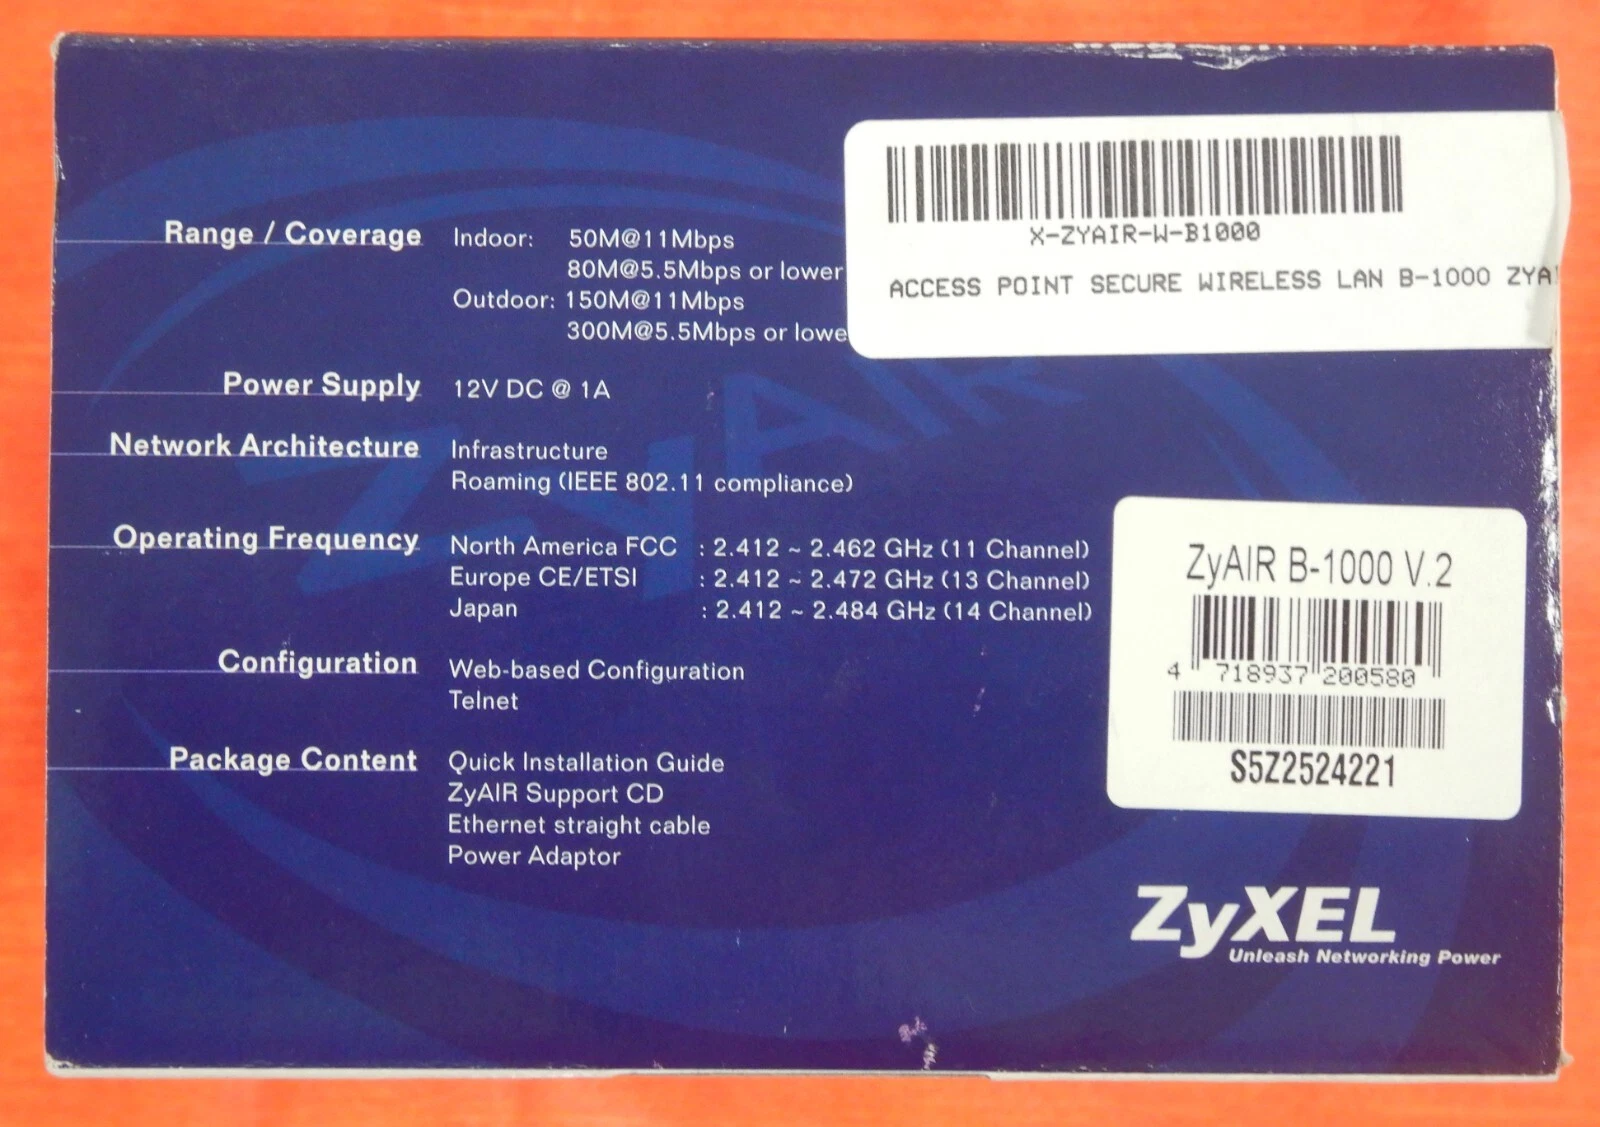 Range / Coverage
Indoor: 50M@11Mbps
80M@5.5Mbps or lower
Outdoor: 150M@11Mbps
300M@5.5Mbps or lowe
Power Supply
12V DC @ 1A
Network Architecture
Infrastructure
Roaming (IEEE 802.11 compliance)
Operating Frequency
North America FCC : 2.412 ~ 2.462 GHz (11 Channel)
Europe CE/ETSI : 2.412 ~ 2.472 GHz (13 Channel)
Japan : 2.412 ~ 2.484 GHz (14 Channel)
Configuration
Web-based Configuration
Telnet
Package Content
Quick Installation Guide
ZyAIR Support CD
Ethernet straight cable
Power Adaptor
X-ZYAIR-W-B1000
ACCESS POINT SECURE WIRELESS LAN B-1000 ZYA
ZyAIR
ZyAIR B-1000 V.2
4 718937 200580
S5Z2524221
ZyXEL
Unleash Networking Power